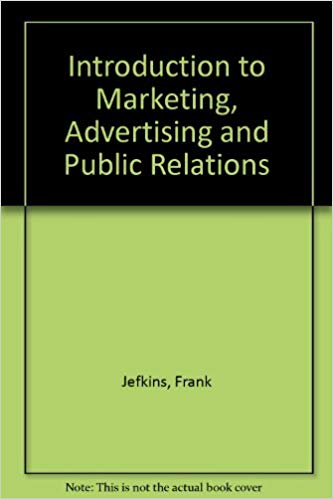 Introduction to
Marketing,
Advertising and
Public Relations
Jefkins, Frank
Note: This is not the actual book cover